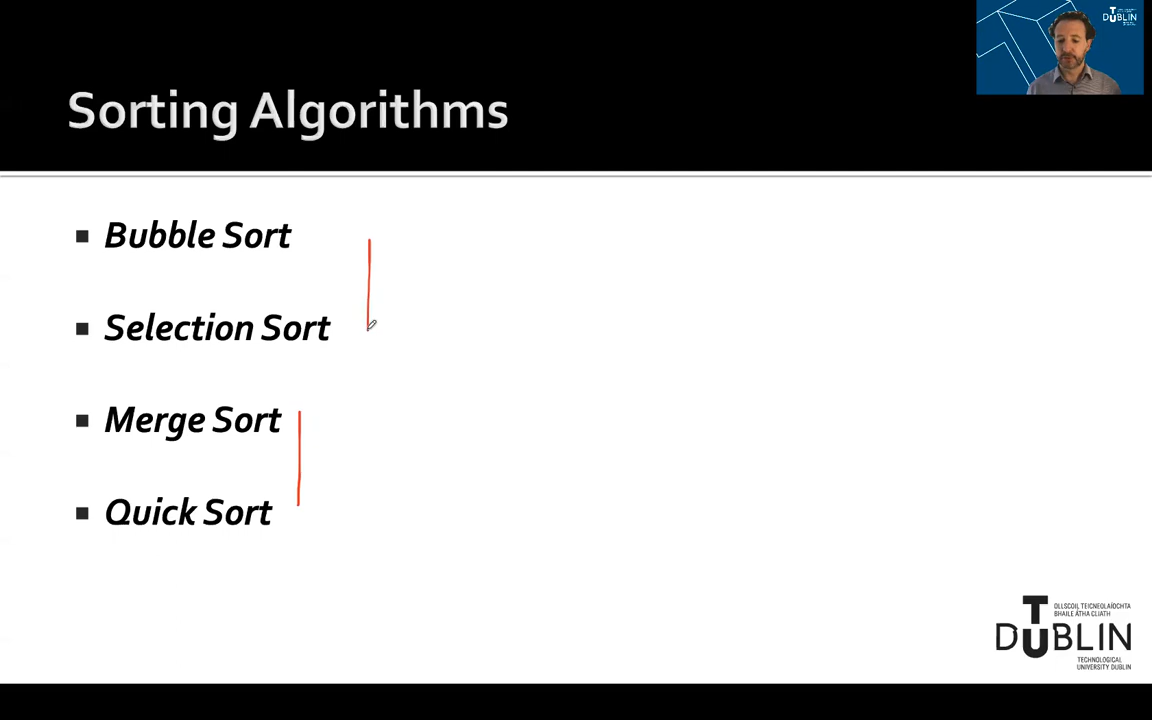 Sorting Algorithms
Bubble Sort
Selection Sort
Merge Sort
Quick Sort
OLLSCOIL TEICNEOLAÍOCHTA
BHAILE ÁTHA CLIATH
TU DUBLIN
TECHNOLOGICAL
UNIVERSITY DUBLIN